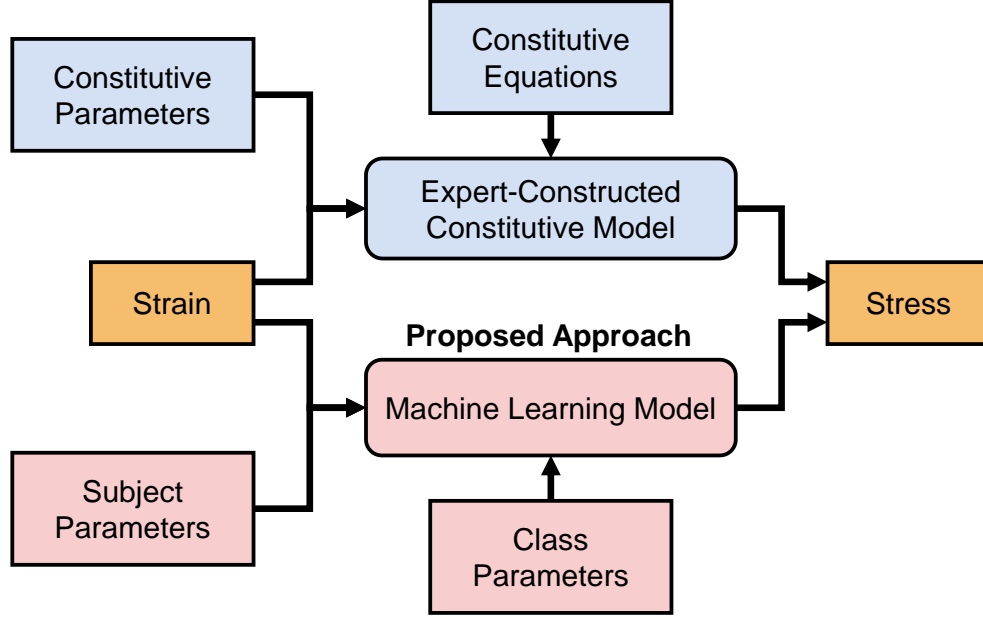 Constitutive
Parameters
Constitutive
Equations
Expert-Constructed
Constitutive Model
Strain
Stress
Proposed Approach
Machine Learning Model
Subject
Parameters
Class
Parameters